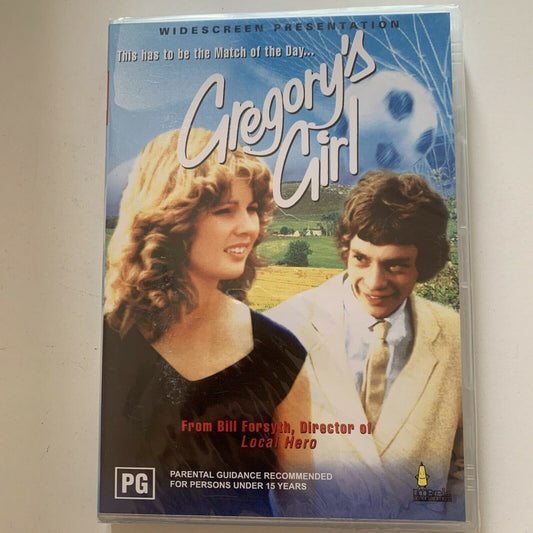 WIDESCREEN PRESENTATION
This has to be the Match of the Day...
Gregory's
Girl
From Bill Forsyth, Director of
Local Hero
PG
PARENTAL GUIDANCE RECOMMENDED
FOR PERSONS UNDER 15 YEARS